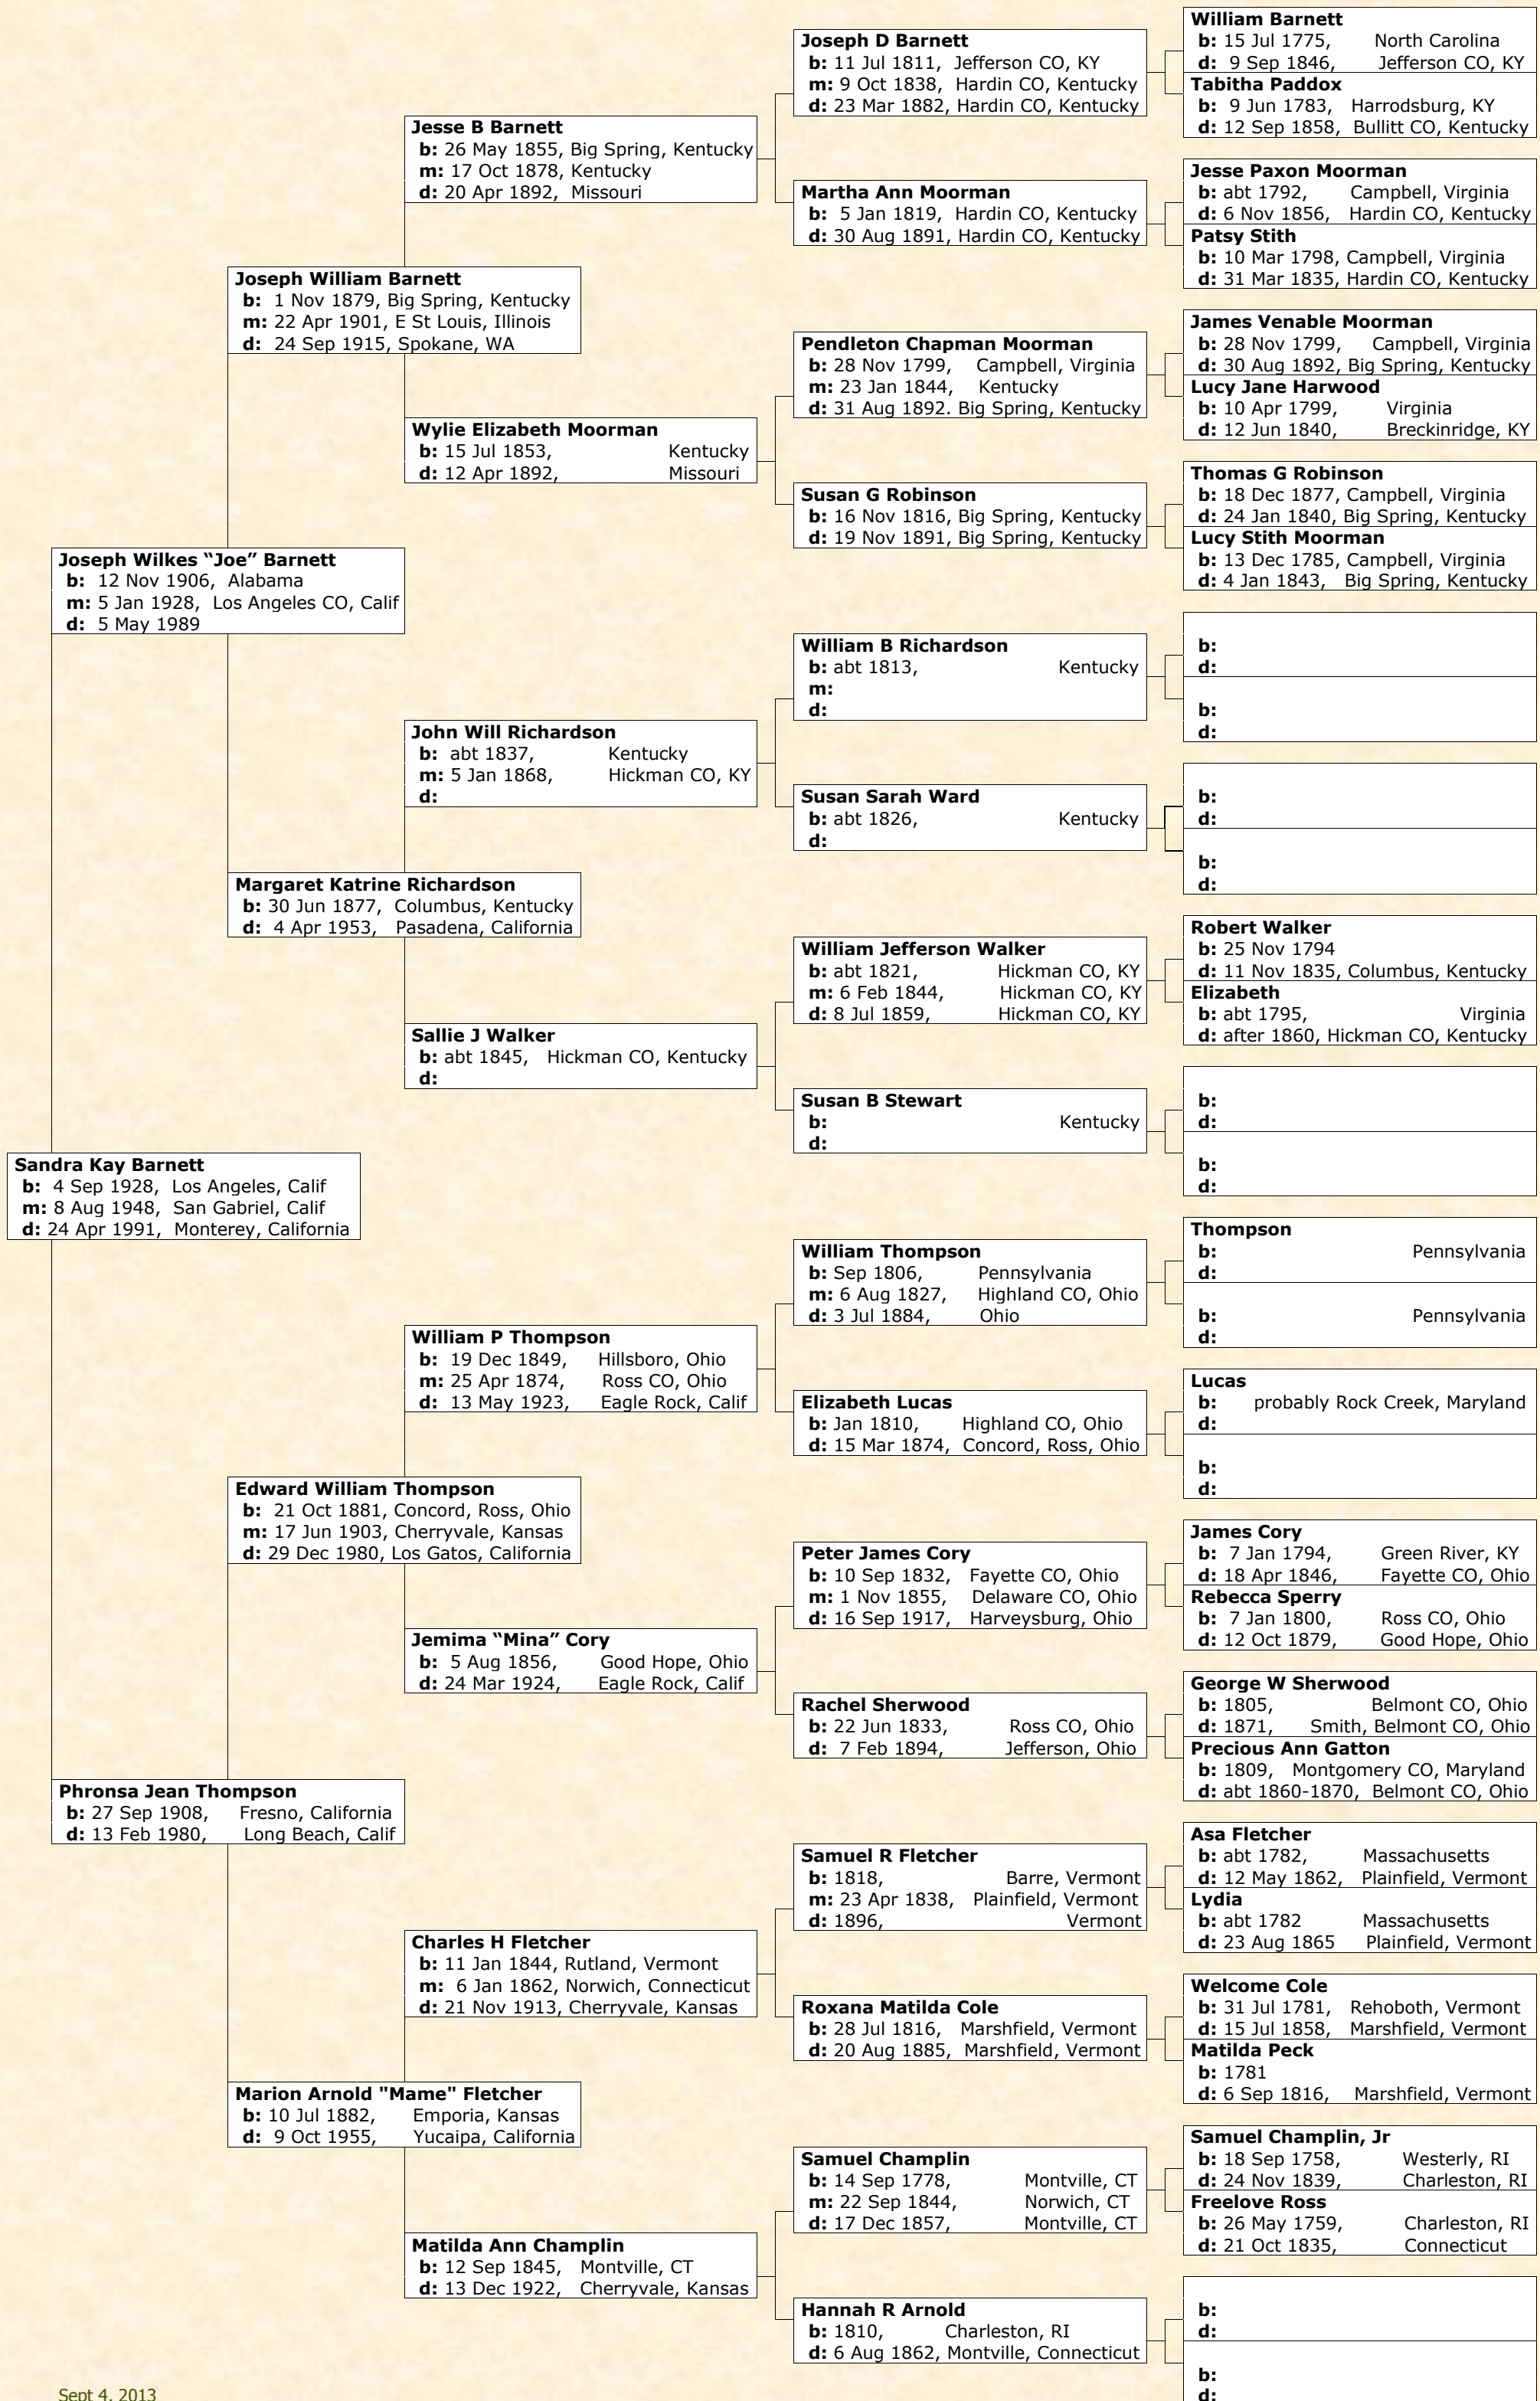 Sandra Kay Barnett
b: 4 Sep 1928, Los Angeles, Calif
m: 8 Aug 1948, San Gabriel, Calif
d: 24 Apr 1991, Monterey, California
Joseph Wilkes “Joe” Barnett
b: 12 Nov 1906, Alabama
m: 5 Jan 1928, Los Angeles CO, Calif
d: 5 May 1989
Phronsa Jean Thompson
b: 27 Sep 1908, Fresno, California
d: 13 Feb 1980, Long Beach, Calif
Joseph William Barnett
b: 1 Nov 1879, Big Spring, Kentucky
m: 22 Apr 1901, E St Louis, Illinois
d: 24 Sep 1915, Spokane, WA
Margaret Katrine Richardson
b: 30 Jun 1877, Columbus, Kentucky
d: 4 Apr 1953, Pasadena, California
Edward William Thompson
b: 21 Oct 1881, Concord, Ross, Ohio
m: 17 Jun 1903, Cherryvale, Kansas
d: 29 Dec 1980, Los Gatos, California
Marion Arnold "Mame" Fletcher
b: 10 Jul 1882, Emporia, Kansas
d: 9 Oct 1955, Yucaipa, California
Jesse B Barnett
b: 26 May 1855, Big Spring, Kentucky
m: 17 Oct 1878, Kentucky
d: 20 Apr 1892, Missouri
Wylie Elizabeth Moorman
b: 15 Jul 1853, Kentucky
d: 12 Apr 1892, Missouri
John Will Richardson
b: abt 1837, Kentucky
m: 5 Jan 1868, Hickman CO, KY
d:
Sallie J Walker
b: abt 1845, Hickman CO, Kentucky
d:
William P Thompson
b: 19 Dec 1849, Hillsboro, Ohio
m: 25 Apr 1874, Ross CO, Ohio
d: 13 May 1923, Eagle Rock, Calif
Jemima “Mina” Cory
b: 5 Aug 1856, Good Hope, Ohio
d: 24 Mar 1924, Eagle Rock, Calif
Charles H Fletcher
b: 11 Jan 1844, Rutland, Vermont
m: 6 Jan 1862, Norwich, Connecticut
d: 21 Nov 1913, Cherryvale, Kansas
Matilda Ann Champlin
b: 12 Sep 1845, Montville, CT
d: 13 Dec 1922, Cherryvale, Kansas
Joseph D Barnett
b: 11 Jul 1811, Jefferson CO, KY
m: 9 Oct 1838, Hardin CO, Kentucky
d: 23 Mar 1882, Hardin CO, Kentucky
Martha Ann Moorman
b: 5 Jan 1819, Hardin CO, Kentucky
d: 30 Aug 1891, Hardin CO, Kentucky
Pendleton Chapman Moorman
b: 28 Nov 1799, Campbell, Virginia
m: 23 Jan 1844, Kentucky
d: 31 Aug 1892. Big Spring, Kentucky
Susan G Robinson
b: 16 Nov 1816, Big Spring, Kentucky
d: 19 Nov 1891, Big Spring, Kentucky
William B Richardson
b: abt 1813, Kentucky
m:
d:
Susan Sarah Ward
b: abt 1826, Kentucky
d:
William Jefferson Walker
b: abt 1821, Hickman CO, KY
m: 6 Feb 1844, Hickman CO, KY
d: 8 Jul 1859, Hickman CO, KY
Susan B Stewart
b: Kentucky
d:
William Thompson
b: Sep 1806, Pennsylvania
m: 6 Aug 1827, Highland CO, Ohio
d: 3 Jul 1884, Ohio
Elizabeth Lucas
b: Jan 1810, Highland CO, Ohio
d: 15 Mar 1874, Concord, Ross, Ohio
Peter James Cory
b: 10 Sep 1832, Fayette CO, Ohio
m: 1 Nov 1855, Delaware CO, Ohio
d: 16 Sep 1917, Harveysburg, Ohio
Rachel Sherwood
b: 22 Jun 1833, Ross CO, Ohio
d: 7 Feb 1894, Jefferson, Ohio
Samuel R Fletcher
b: 1818, Barre, Vermont
m: 23 Apr 1838, Plainfield, Vermont
d: 1896, Vermont
Roxana Matilda Cole
b: 28 Jul 1816, Marshfield, Vermont
d: 20 Aug 1885, Marshfield, Vermont
Samuel Champlin
b: 14 Sep 1778, Montville, CT
m: 22 Sep 1844, Norwich, CT
d: 17 Dec 1857, Montville, CT
Hannah R Arnold
b: 1810, Charleston, RI
d: 6 Aug 1862, Montville, Connecticut
William Barnett
b: 15 Jul 1775, North Carolina
d: 9 Sep 1846, Jefferson CO, KY
Tabitha Paddox
b: 9 Jun 1783, Harrodsburg, KY
d: 12 Sep 1858, Bullitt CO, Kentucky
Jesse Paxon Moorman
b: abt 1792, Campbell, Virginia
d: 6 Nov 1856, Hardin CO, Kentucky
Patsy Stith
b: 10 Mar 1798, Campbell, Virginia
d: 31 Mar 1835, Hardin CO, Kentucky
James Venable Moorman
b: 28 Nov 1799, Campbell, Virginia
d: 30 Aug 1892, Big Spring, Kentucky
Lucy Jane Harwood
b: 10 Apr 1799, Virginia
d: 12 Jun 1840, Breckinridge, KY
Thomas G Robinson
b: 18 Dec 1877, Campbell, Virginia
d: 24 Jan 1840, Big Spring, Kentucky
Lucy Stith Moorman
b: 13 Dec 1785, Campbell, Virginia
d: 4 Jan 1843, Big Spring, Kentucky
b:
d:
b:
d:
b:
d:
b:
d:
Robert Walker
b: 25 Nov 1794
d: 11 Nov 1835, Columbus, Kentucky
Elizabeth
b: abt 1795, Virginia
d: after 1860, Hickman CO, Kentucky
b:
d:
b:
d:
Thompson
b: Pennsylvania
d:
b: Pennsylvania
d:
Lucas
b: probably Rock Creek, Maryland
d:
b:
d:
James Cory
b: 7 Jan 1794, Green River, KY
d: 18 Apr 1846, Fayette CO, Ohio
Rebecca Sperry
b: 7 Jan 1800, Ross CO, Ohio
d: 12 Oct 1879, Good Hope, Ohio
George W Sherwood
b: 1805, Belmont CO, Ohio
d: 1871, Smith, Belmont CO, Ohio
Precious Ann Gatton
b: 1809, Montgomery CO, Maryland
d: abt 1860-1870, Belmont CO, Ohio
Asa Fletcher
b: abt 1782, Massachusetts
d: 12 May 1862, Plainfield, Vermont
Lydia
b: abt 1782 Massachusetts
d: 23 Aug 1865 Plainfield, Vermont
Welcome Cole
b: 31 Jul 1781, Rehoboth, Vermont
d: 15 Jul 1858, Marshfield, Vermont
Matilda Peck
b: 1781
d: 6 Sep 1816, Marshfield, Vermont
Samuel Champlin, Jr
b: 18 Sep 1758, Westerly, RI
d: 24 Nov 1839, Charleston, RI
Freelove Ross
b: 26 May 1759, Charleston, RI
d: 21 Oct 1835, Connecticut
b:
d:
b:
d:
Sept 4, 2013